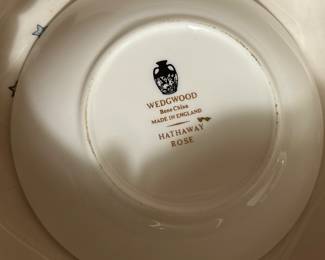 WEDGWOOD
Bone China
MADE IN ENGLAND
HATHAWAY
ROSE